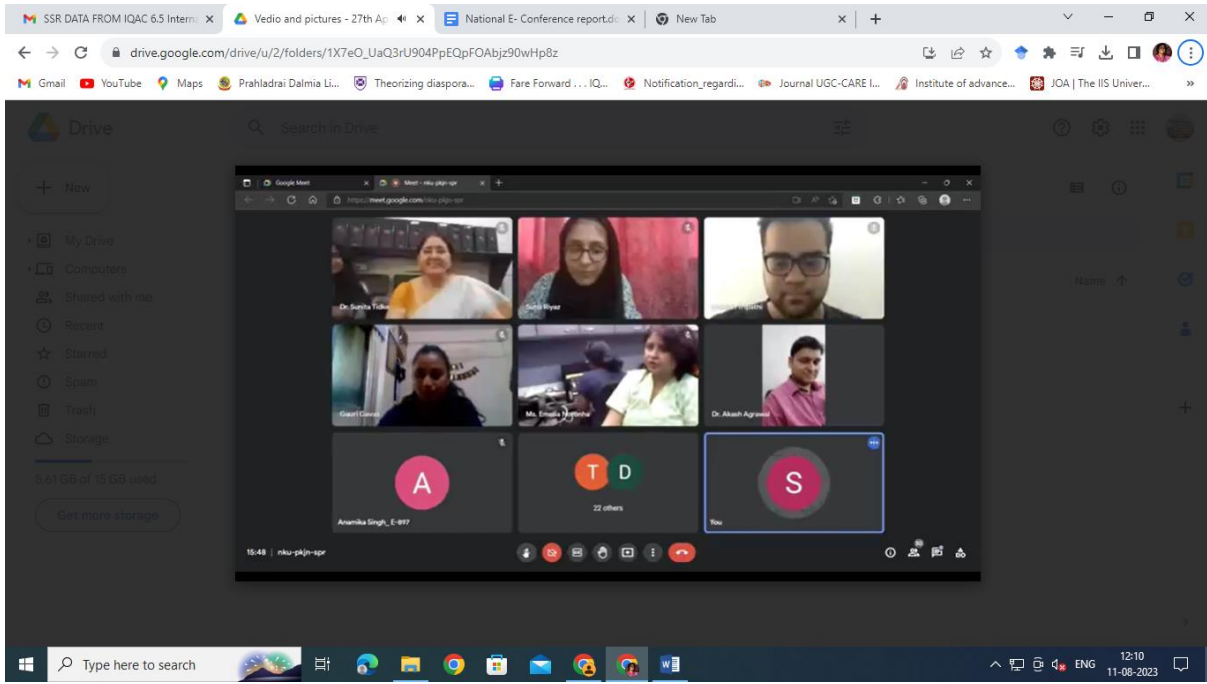 SSR DATA FROM IQAC 6.5 Intern
Vedio and pictures - 27th Ap
National E- Conference report.do
New Tab
drive.google.com/drive/u/2/folders/1X7eO_UaQ3rU904PpEQpFOAbjz90wHp8z
Gmail YouTube Maps Prahladrai Dalmia Li... Theorizing diaspora... Fare Forward . . . IQ... Notification_regardi... Journal UGC-CARE I... Institute of advance... JOA | The IIS Univer... »
Drive
Search in Drive
New
My Drive
Computers
Shared with me
Recent
Starred
Spam
Trash
Storage
5.61 GB of 15 GB used
Get more storage
Name
Google Meet
Meet - nku-pkjn-spr
https://meet.google.com/nku-pkjn-spr
Dr. Sunita Tidke
Riyaz
Tripathi
Gauri
Ms.
Dr. Akash Agrawal
A
Anamika Singh_ E-897
T D
22 others
S
You
15:48 | nku-pkjn-spr
Type here to search
ENG
12:10
11-08-2023